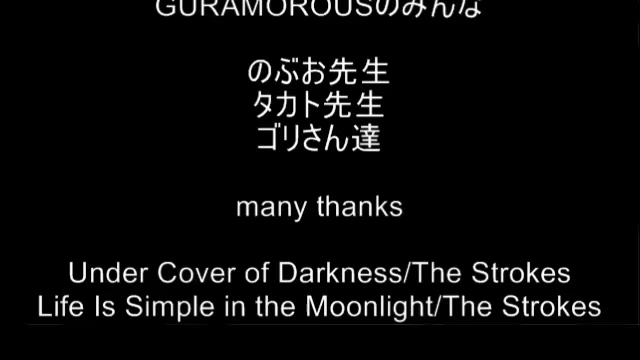 GURAMOROUSのみんな
のぶお先生
タカト先生
ゴリさん達
many thanks
Under Cover of Darkness/The Strokes
Life Is Simple in the Moonlight/The Strokes